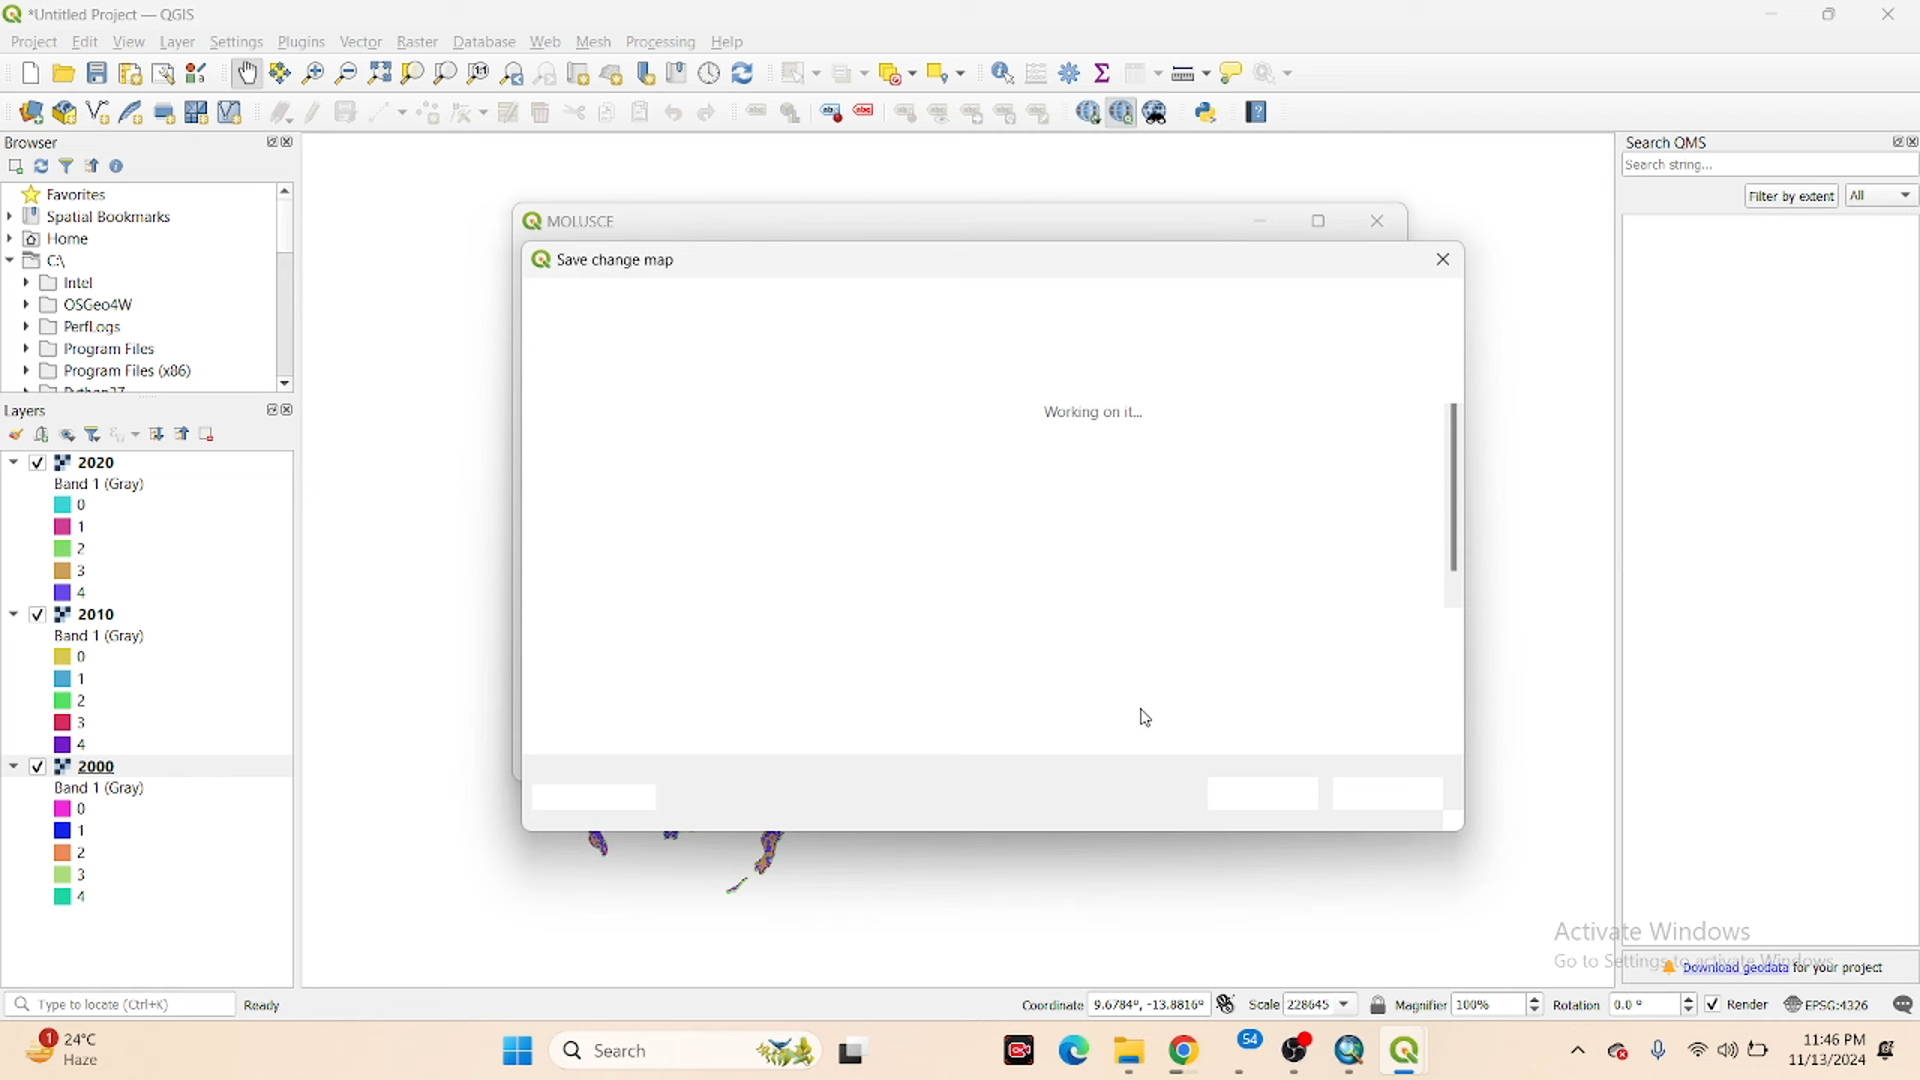 *Untitled Project — QGIS
Project Edit View Layer Settings Plugins Vector Raster Database Web Mesh Processing Help
Browser
Favorites
Spatial Bookmarks
Home
C:\
Intel
OSGeo4W
PerfLogs
Program Files
Program Files (x86)
Python27
Layers
2020
Band 1 (Gray)
0
1
2
3
4
2010
Band 1 (Gray)
0
1
2
3
4
2000
Band 1 (Gray)
0
1
2
3
4
MOLUSCE
Save change map
Working on it...
Search QMS
Search string...
Filter by extent All
Activate Windows
Go to Settings to activate Windows.
Download geodata for your project
Type to locate (Ctrl+K) Ready Coordinate 9.6784°, -13.8816° Scale 228645 Magnifier 100% Rotation 0.0 ° Render EPSG:4326
1 24°C
Haze
Search
54
11:46 PM
11/13/2024